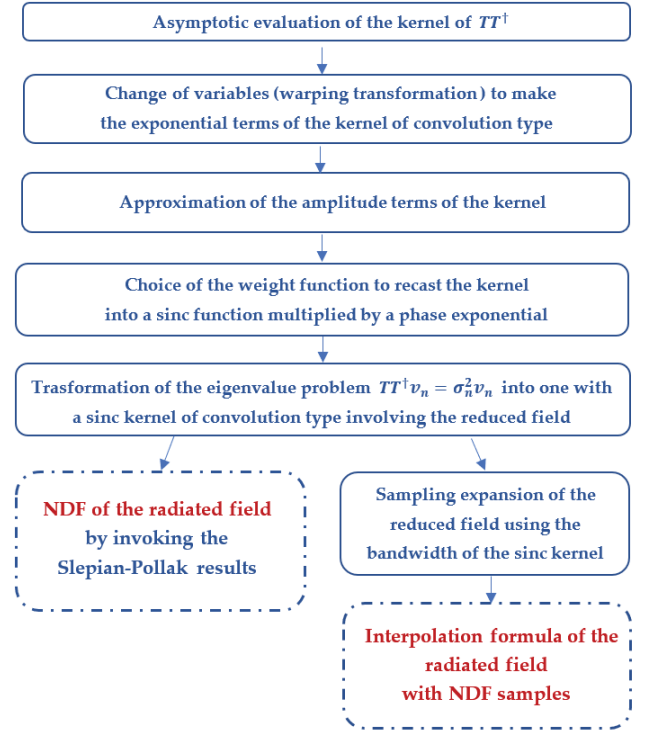 Asymptotic evaluation of the kernel of TT†
Change of variables (warping transformation) to make
the exponential terms of the kernel of convolution type
Approximation of the amplitude terms of the kernel
Choice of the weight function to recast the kernel
into a sinc function multiplied by a phase exponential
Trasformation of the eigenvalue problem TT†vₙ = σₙ²vₙ into one with
a sinc kernel of convolution type involving the reduced field
NDF of the radiated field
by invoking the
Slepian-Pollak results
Sampling expansion of the
reduced field using the
bandwidth of the sinc kernel
Interpolation formula of the
radiated field
with NDF samples